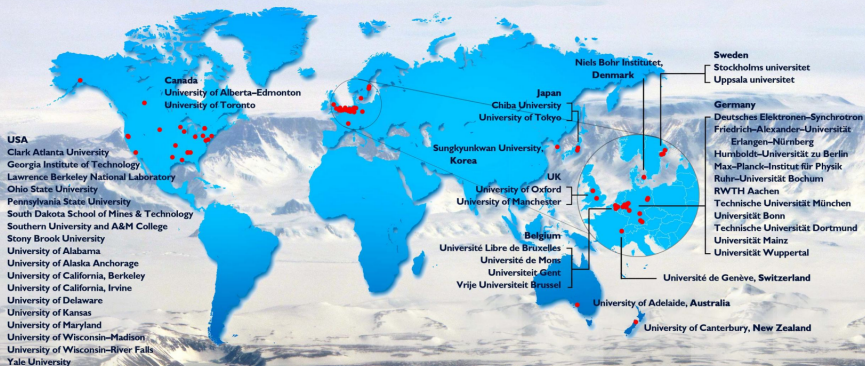 Canada
University of Alberta–Edmonton
University of Toronto
USA
Clark Atlanta University
Georgia Institute of Technology
Lawrence Berkeley National Laboratory
Ohio State University
Pennsylvania State University
South Dakota School of Mines & Technology
Southern University and A&M College
Stony Brook University
University of Alabama
University of Alaska Anchorage
University of California, Berkeley
University of California, Irvine
University of Delaware
University of Kansas
University of Maryland
University of Wisconsin–Madison
University of Wisconsin–River Falls
Yale University
Niels Bohr Institutet,
Denmark
Sweden
Stockholms universitet
Uppsala universitet
Japan
Chiba University
University of Tokyo
Sungkyunkwan University,
Korea
UK
University of Oxford
University of Manchester
Belgium
Université Libre de Bruxelles
Université de Mons
Universiteit Gent
Vrije Universiteit Brussel
Germany
Deutsches Elektronen–Synchrotron
Friedrich–Alexander–Universität
Erlangen–Nürnberg
Humboldt–Universität zu Berlin
Max–Planck–Institut für Physik
Ruhr–Universität Bochum
RWTH Aachen
Technische Universität München
Universität Bonn
Technische Universität Dortmund
Universität Mainz
Universität Wuppertal
Université de Genève, Switzerland
University of Adelaide, Australia
University of Canterbury, New Zealand